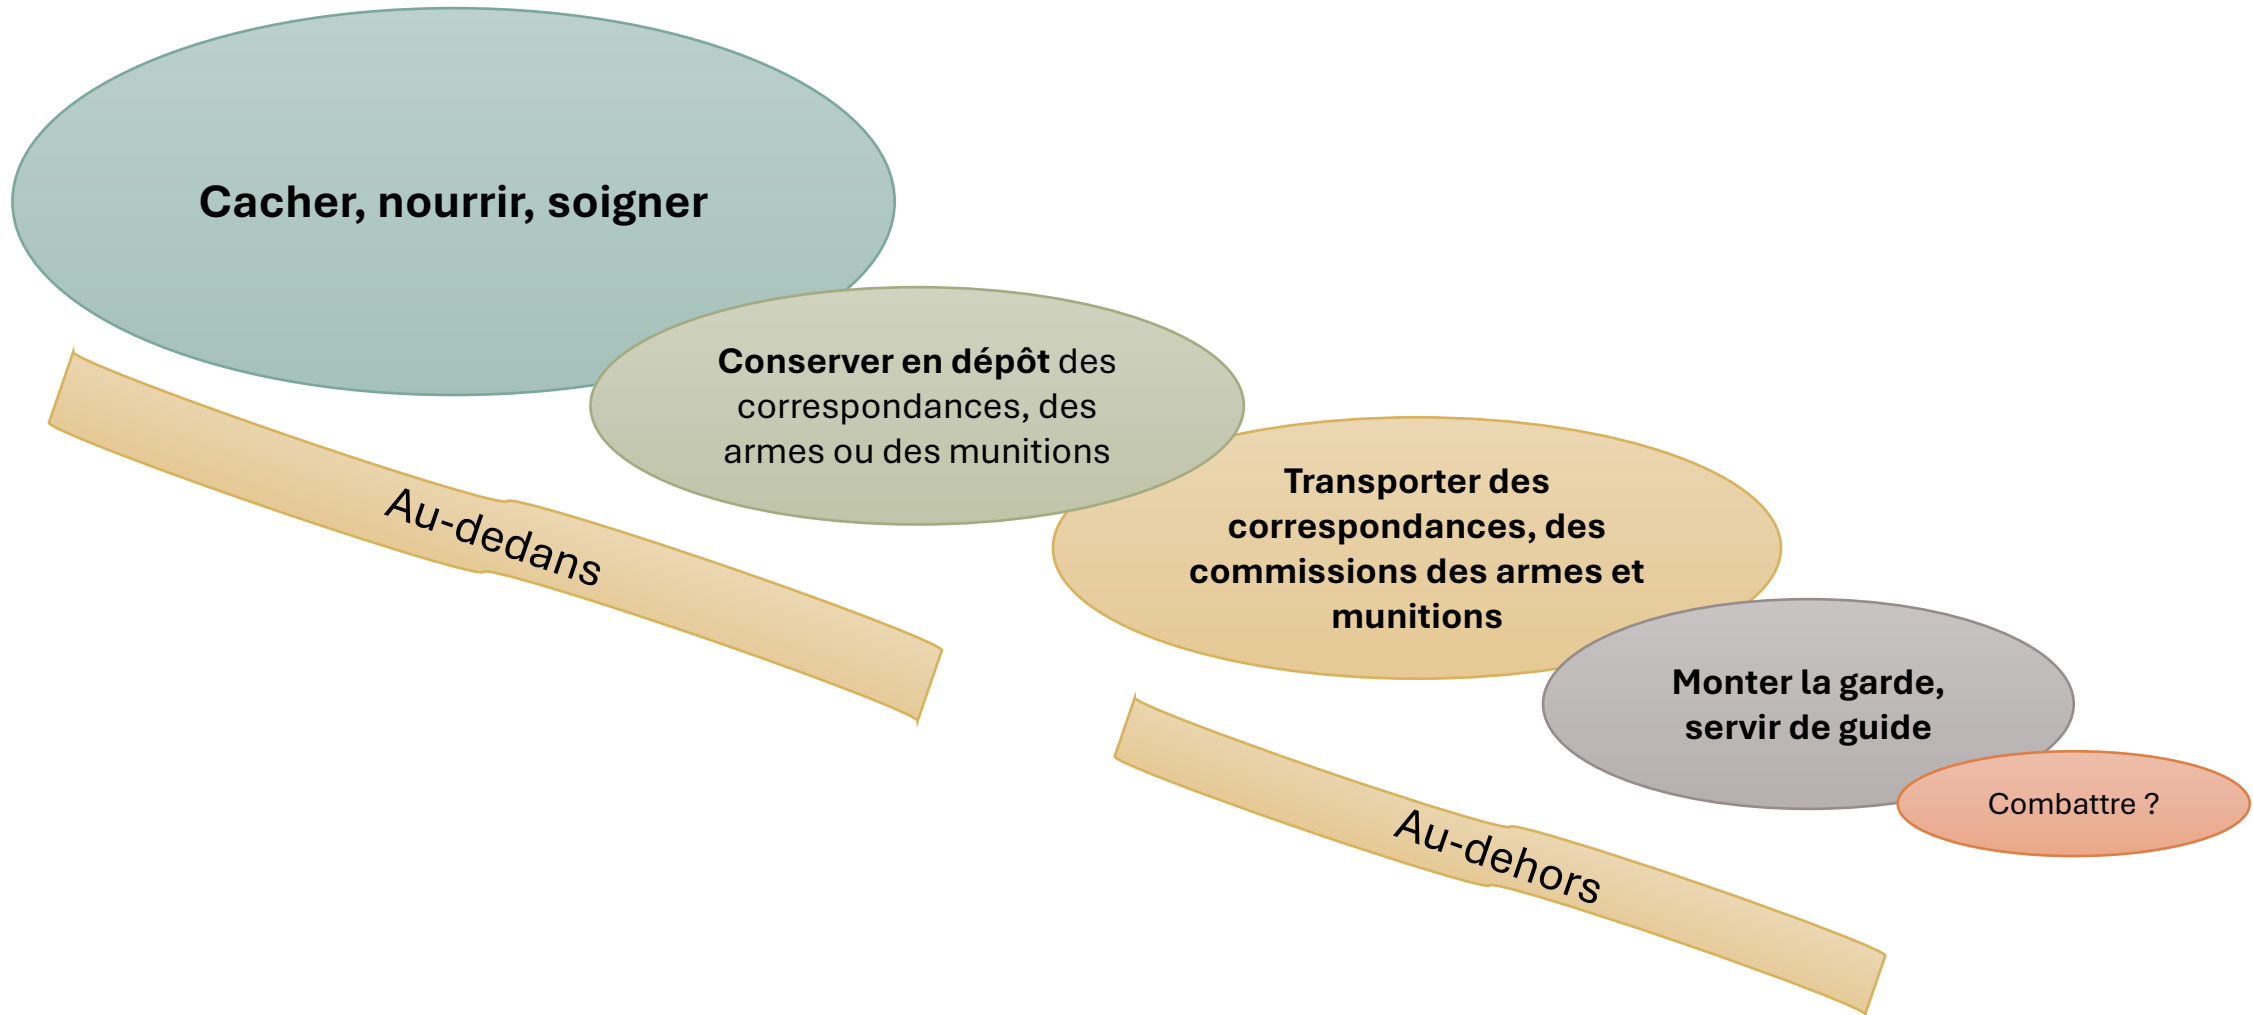 Cacher, nourrir, soigner
Conserver en dépôt des
correspondances, des
armes ou des munitions
Au-dedans
Transporter des
correspondances, des
commissions des armes et
munitions
Monter la garde,
servir de guide
Combattre ?
Au-dehors